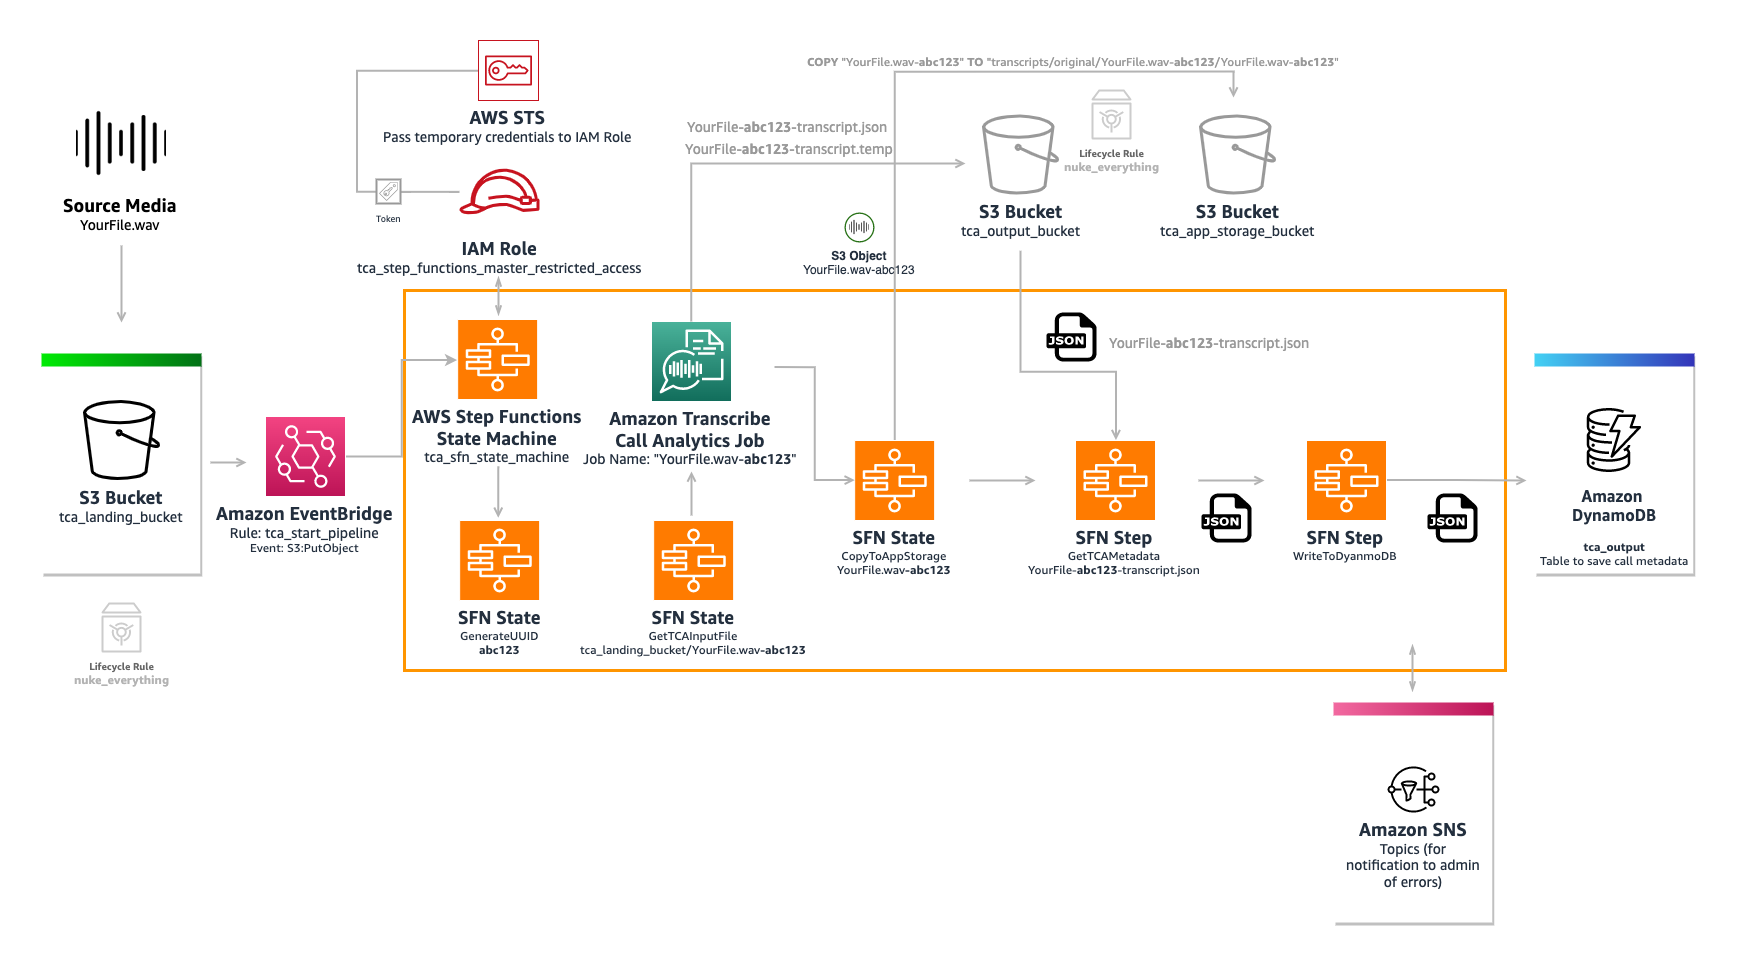 COPY "YourFile.wav-abc123" TO "transcripts/original/YourFile.wav-abc123/YourFile.wav-abc123"
AWS STS
Pass temporary credentials to IAM Role
YourFile-abc123-transcript.json
YourFile-abc123-transcript.temp
Lifecycle Rule
nuke_everything
Source Media
YourFile.wav
Token
S3 Bucket
tca_output_bucket
S3 Bucket
tca_app_storage_bucket
IAM Role
tca_step_functions_master_restricted_access
S3 Object
YourFile.wav-abc123
JSON
YourFile-abc123-transcript.json
AWS Step Functions
State Machine
tca_sfn_state_machine
Amazon Transcribe
Call Analytics Job
Job Name: "YourFile.wav-abc123"
S3 Bucket
tca_landing_bucket
Amazon EventBridge
Rule: tca_start_pipeline
Event: S3:PutObject
SFN State
CopyToAppStorage
YourFile.wav-abc123
SFN Step
GetTCAMetadata
YourFile-abc123-transcript.json
JSON
SFN Step
WriteToDyanmoDB
JSON
Amazon
DynamoDB
tca_output
Table to save call metadata
SFN State
GenerateUUID
abc123
SFN State
GetTCAInputFile
tca_landing_bucket/YourFile.wav-abc123
Lifecycle Rule
nuke_everything
Amazon SNS
Topics (for
notification to admin
of errors)